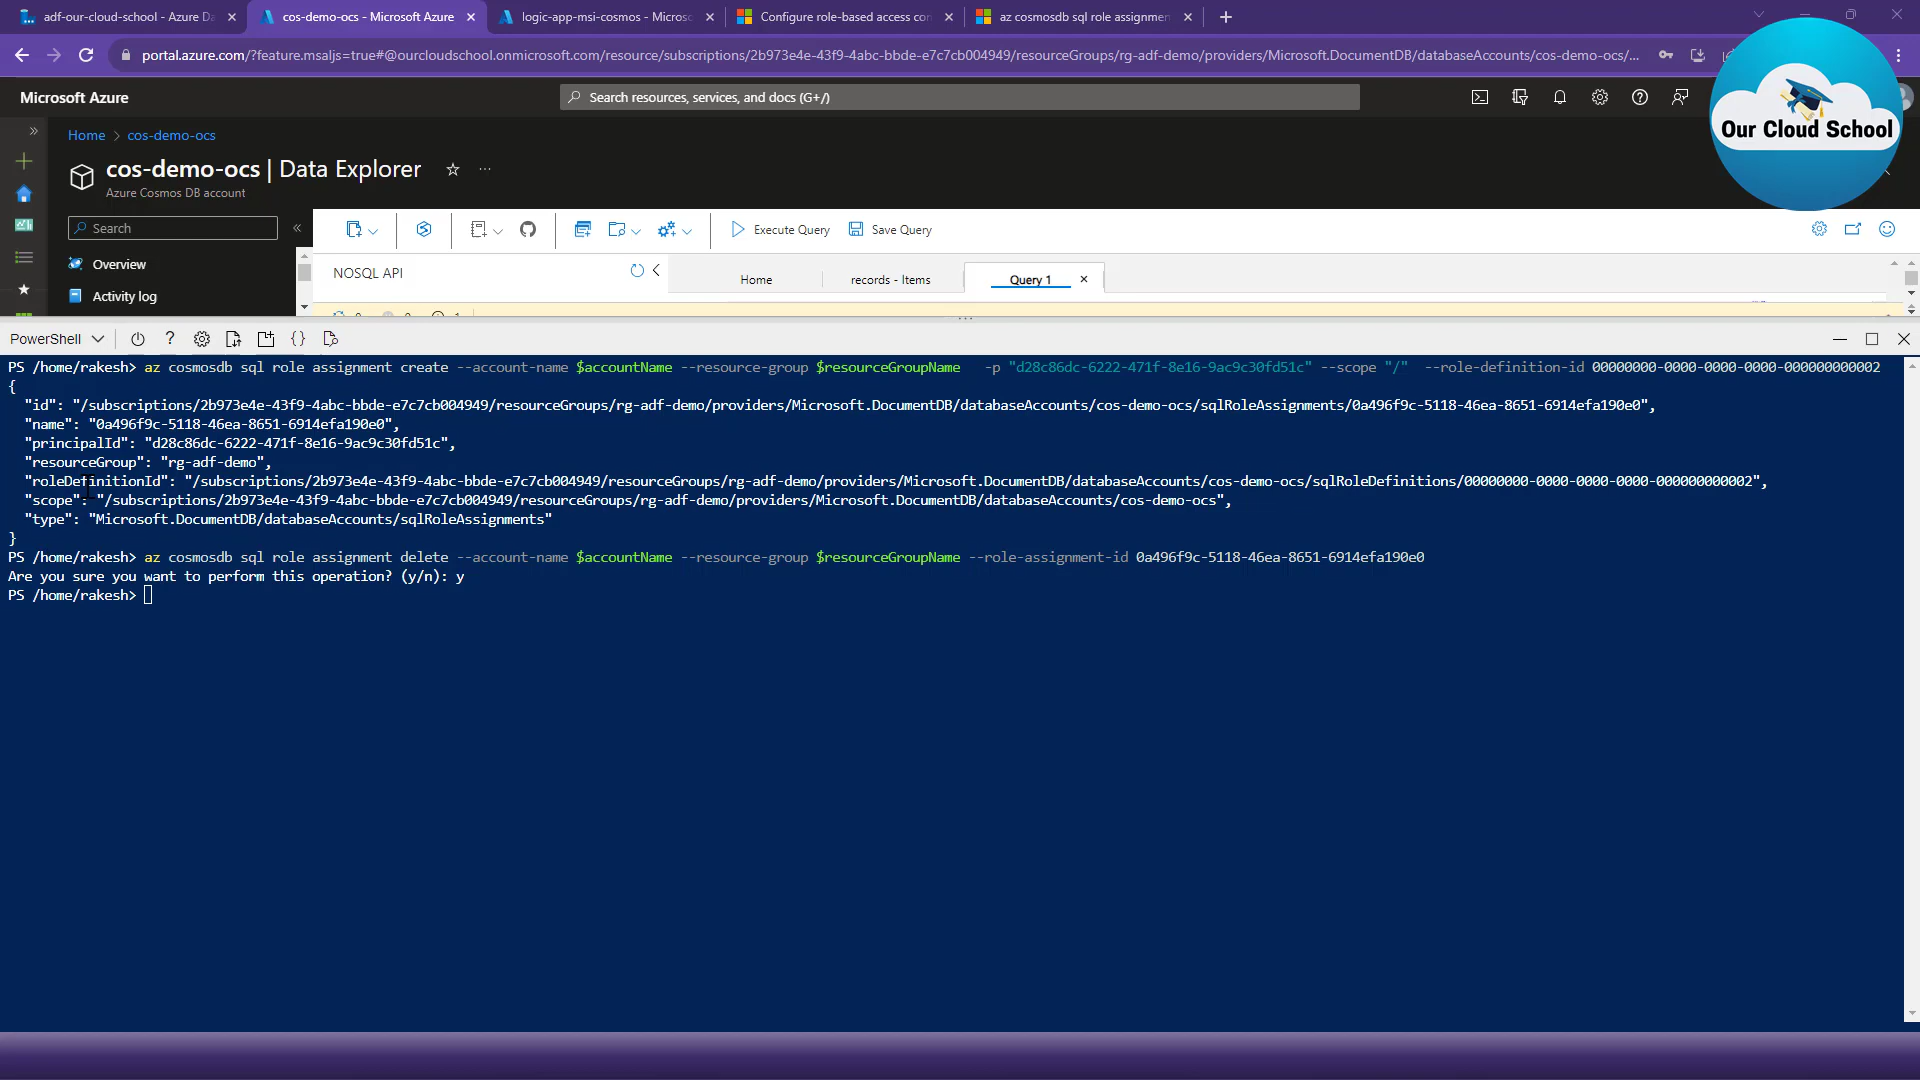 adf-our-cloud-school - Azure Da
cos-demo-ocs - Microsoft Azure
logic-app-msi-cosmos - Microso
Configure role-based access con
az cosmosdb sql role assignmen
portal.azure.com/?feature.msaljs=true#@ourcloudschool.onmicrosoft.com/resource/subscriptions/2b973e4e-43f9-4abc-bbde-e7c7cb004949/resourceGroups/rg-adf-demo/providers/Microsoft.DocumentDB/databaseAccounts/cos-demo-ocs/...
Microsoft Azure
Search resources, services, and docs (G+/)
Our Cloud School
Home > cos-demo-ocs
cos-demo-ocs | Data Explorer
Azure Cosmos DB account
Search
Execute Query
Save Query
Overview
Activity log
NOSQL API
Home
records - Items
Query 1
PowerShell
PS /home/rakesh> az cosmosdb sql role assignment create --account-name $accountName --resource-group $resourceGroupName -p "d28c86dc-6222-471f-8e16-9ac9c30fd51c" --scope "/" --role-definition-id 00000000-0000-0000-0000-000000000002
{
"id": "/subscriptions/2b973e4e-43f9-4abc-bbde-e7c7cb004949/resourceGroups/rg-adf-demo/providers/Microsoft.DocumentDB/databaseAccounts/cos-demo-ocs/sqlRoleAssignments/0a496f9c-5118-46ea-8651-6914efa190e0",
"name": "0a496f9c-5118-46ea-8651-6914efa190e0",
"principalId": "d28c86dc-6222-471f-8e16-9ac9c30fd51c",
"resourceGroup": "rg-adf-demo",
"roleDefinitionId": "/subscriptions/2b973e4e-43f9-4abc-bbde-e7c7cb004949/resourceGroups/rg-adf-demo/providers/Microsoft.DocumentDB/databaseAccounts/cos-demo-ocs/sqlRoleDefinitions/00000000-0000-0000-0000-000000000002",
"scope": "/subscriptions/2b973e4e-43f9-4abc-bbde-e7c7cb004949/resourceGroups/rg-adf-demo/providers/Microsoft.DocumentDB/databaseAccounts/cos-demo-ocs",
"type": "Microsoft.DocumentDB/databaseAccounts/sqlRoleAssignments"
}
PS /home/rakesh> az cosmosdb sql role assignment delete --account-name $accountName --resource-group $resourceGroupName --role-assignment-id 0a496f9c-5118-46ea-8651-6914efa190e0
Are you sure you want to perform this operation? (y/n): y
PS /home/rakesh>